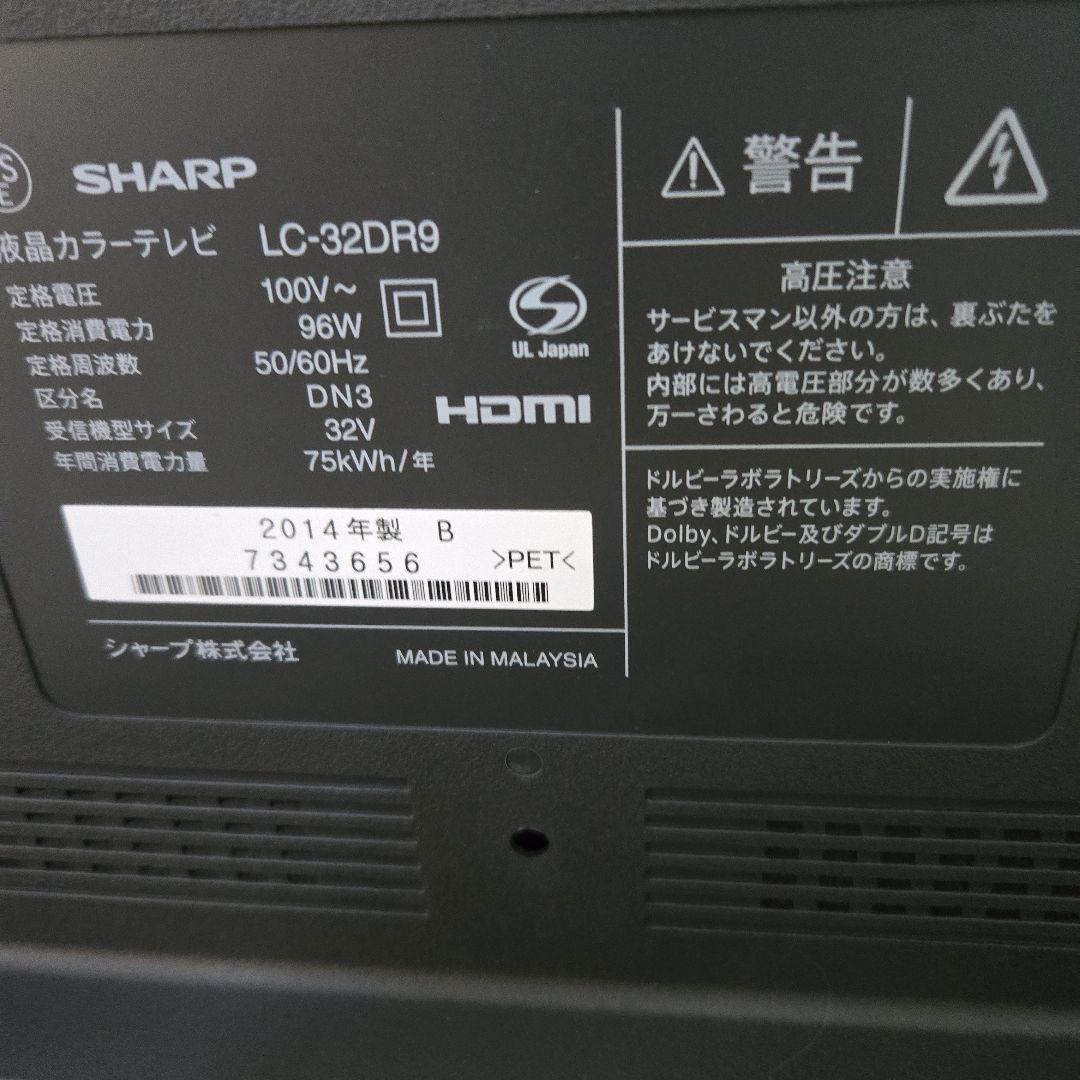 S
E
SHARP
液晶カラーテレビ LC-32DR9
定格電圧 100V～
定格消費電力 96W
定格周波数 50/60Hz
区分名 DN3
受信機型サイズ 32V
年間消費電力量 75kWh/年
UL Japan
HDMI
2014年製 B
7343656 >PET<
シャープ株式会社 MADE IN MALAYSIA
警告
高圧注意
サービスマン以外の方は、裏ぶたを
あけないでください。
内部には高電圧部分が数多くあり、
万一さわると危険です。
ドルビーラボラトリーズからの実施権に
基づき製造されています。
Dolby、ドルビー及びダブルD記号は
ドルビーラボラトリーズの商標です。